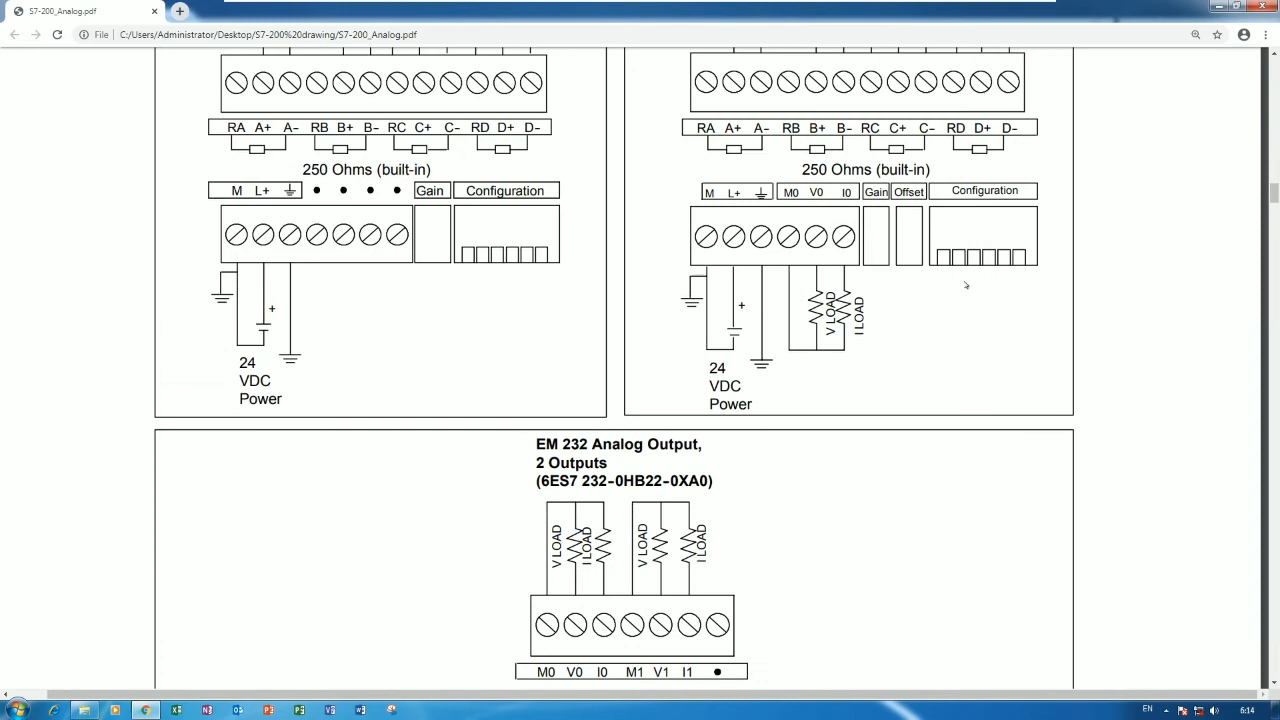 S7-200_Analog.pdf
File
C:/Users/Administrator/Desktop/S7-200%20drawing/S7-200_Analog.pdf
RA A+ A- RB B+ B- RC C+ C- RD D+ D-
250 Ohms (built-in)
M L+ Gain Configuration
+
24
VDC
Power
RA A+ A- RB B+ B- RC C+ C- RD D+ D-
250 Ohms (built-in)
M L+ M0 V0 I0 Gain Offset Configuration
+
V LOAD
I LOAD
24
VDC
Power
EM 232 Analog Output,
2 Outputs
(6ES7 232-0HB22-0XA0)
V LOAD
I LOAD
V LOAD
I LOAD
M0 V0 I0 M1 V1 I1
EN
6:14